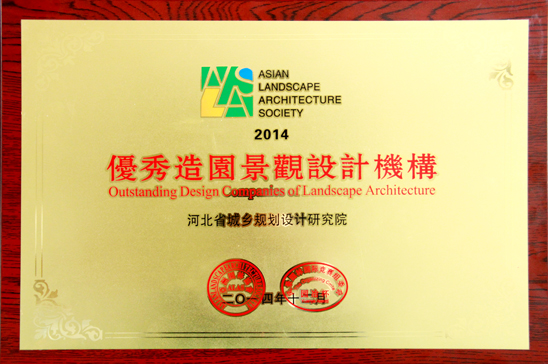 ASIAN
LANDSCAPE
ARCHITECTURE
SOCIETY
2014
優秀造園景觀設計機構
Outstanding Design Companies of Landscape Architecture
河北省城乡规划设计研究院
二〇一四年十二月